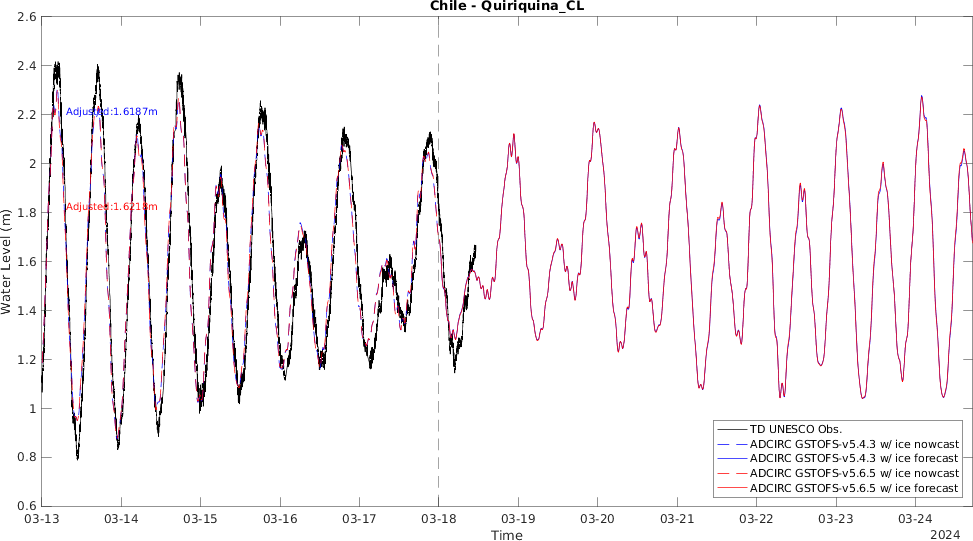 Chile - Quiriquina_CL
2.6
2.4
2.2
2
1.8
1.6
1.4
1.2
1
0.8
0.6
Water Level (m)
Adjusted:1.6187m
Adjusted:1.6218m
TD UNESCO Obs.
ADCIRC GSTOFS-v5.4.3 w/ ice nowcast
ADCIRC GSTOFS-v5.4.3 w/ ice forecast
ADCIRC GSTOFS-v5.6.5 w/ ice nowcast
ADCIRC GSTOFS-v5.6.5 w/ ice forecast
03-13 03-14 03-15 03-16 03-17 03-18 03-19 03-20 03-21 03-22 03-23 03-24
Time
2024